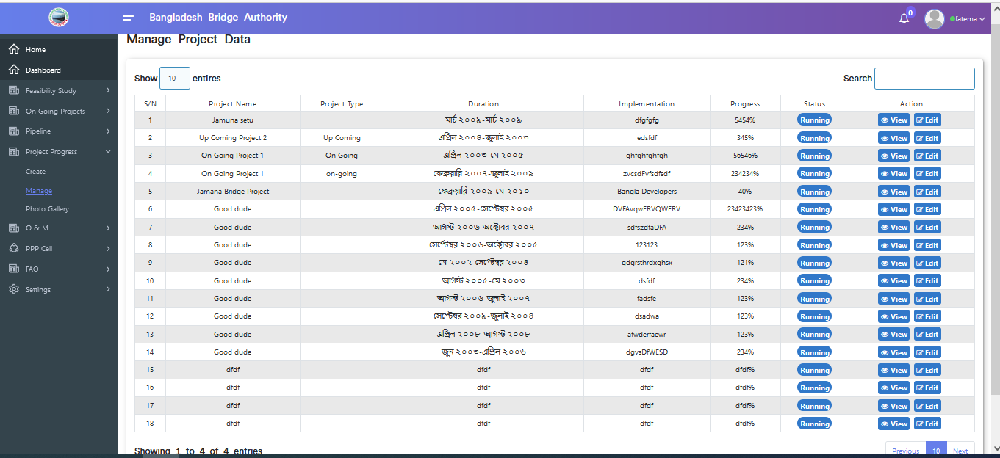 Bangladesh Bridge Authority
0
fatema
Manage Project Data
Home
Dashboard
Feasibility Study
On Going Projects
Pipeline
Project Progress
Create
Manage
Photo Gallery
O & M
PPP Cell
FAQ
Settings
Show 10 entires
Search
S/N Project Name Project Type Duration Implementation Progress Status Action
1 Jamuna setu মার্চ ২০০৯-মার্চ ২০০৯ dfgfgfg 5454% Running View Edit
2 Up Coming Project 2 Up Coming এপ্রিল ২০০৪-জুলাই ২০০৩ edsfdf 345% Running View Edit
3 On Going Project 1 On Going এপ্রিল ২০০৩-মে ২০০৫ ghfghfghfgh 56546% Running View Edit
4 On Going Project 1 on-going ফেব্রুয়ারি ২০০৭-জুলাই ২০০৯ zvcsdFvfsdfsdf 234234% Running View Edit
5 Jamana Bridge Project ফেব্রুয়ারি ২০০৯-মে ২০১০ Bangla Developers 40% Running View Edit
6 Good dude এপ্রিল ২০০৫-সেপ্টেম্বর ২০০৫ DVFAvqwERVQWERV 23423423% Running View Edit
7 Good dude আগস্ট ২০০৬-অক্টোবর ২০০৭ sdfszdfaDFA 234% Running View Edit
8 Good dude সেপ্টেম্বর ২০০৬-অক্টোবর ২০০৫ 123123 123% Running View Edit
9 Good dude মে ২০০২-সেপ্টেম্বর ২০০৪ gdgrsthrdxghsx 121% Running View Edit
10 Good dude আগস্ট ২০০৫-মে ২০০৩ dsfdf 234% Running View Edit
11 Good dude আগস্ট ২০০৬-জুলাই ২০০৭ fadsfe 123% Running View Edit
12 Good dude সেপ্টেম্বর ২০০৯-জুলাই ২০০৪ dsadwa 123% Running View Edit
13 Good dude এপ্রিল ২০০৮-আগস্ট ২০০৮ afwderfaewr 123% Running View Edit
14 Good dude জুন ২০০৩-এপ্রিল ২০০৬ dgvsDfWESD 234% Running View Edit
15 dfdf dfdf dfdf dfdf% Running View Edit
16 dfdf dfdf dfdf dfdf% Running View Edit
17 dfdf dfdf dfdf dfdf% Running View Edit
18 dfdf dfdf dfdf dfdf% Running View Edit
Showing 1 to 4 of 4 entries
Previous 10 Next